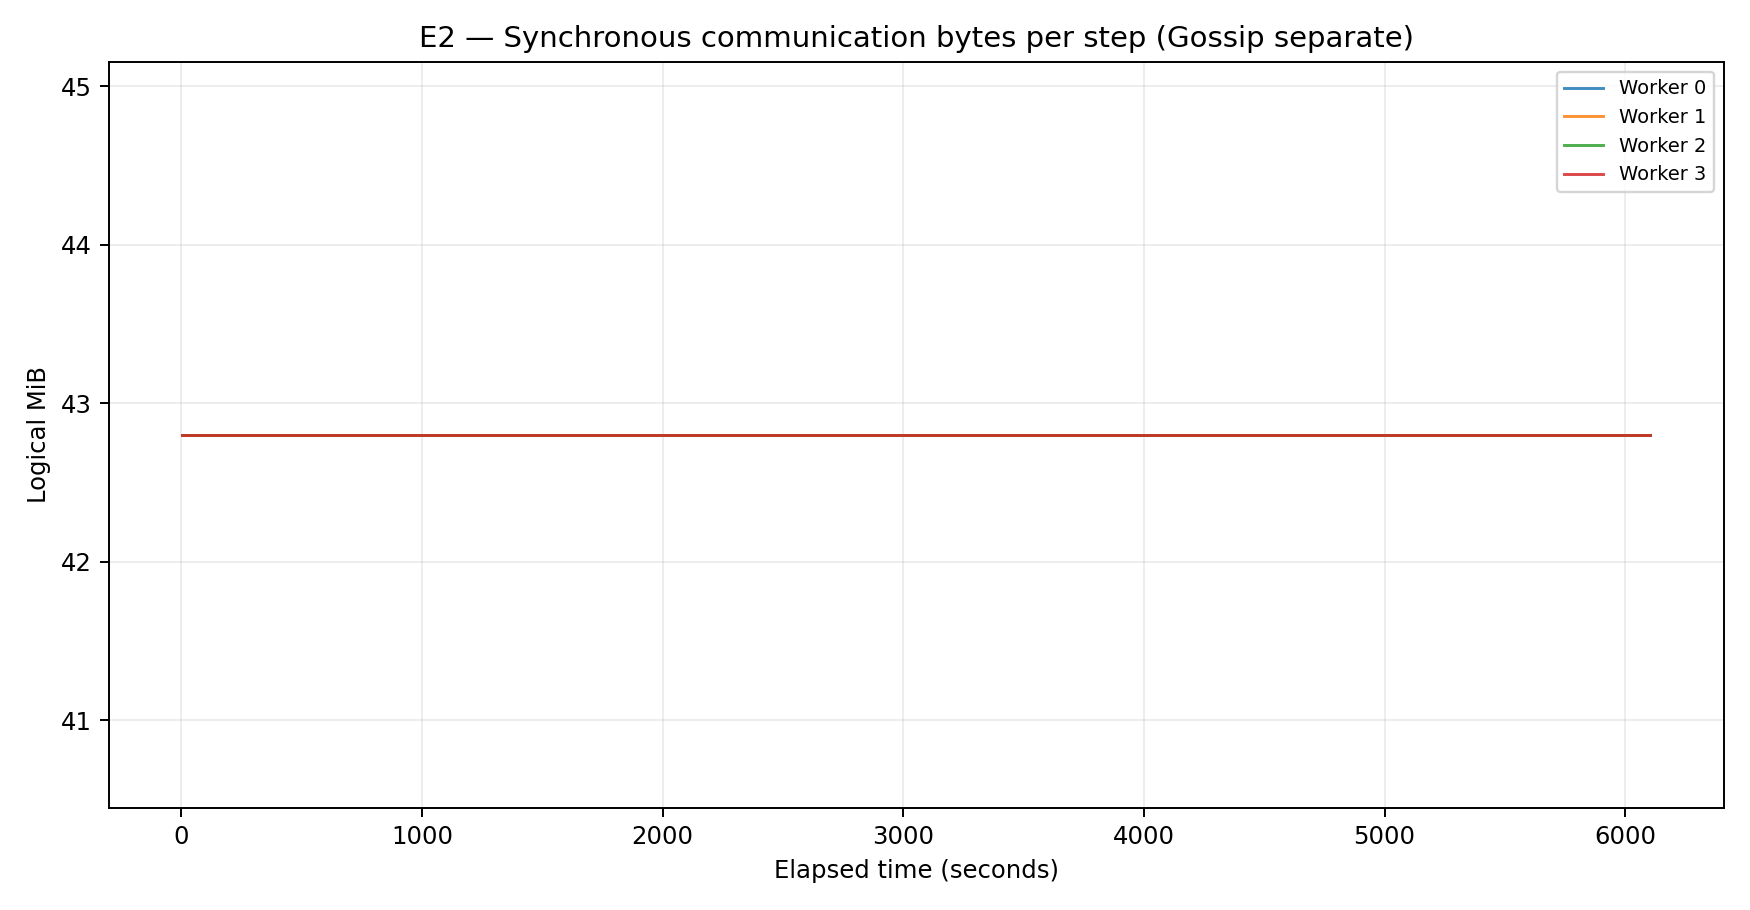 E2 — Synchronous communication bytes per step (Gossip separate)
Worker 0
Worker 1
Worker 2
Worker 3
Logical MiB
45
44
43
42
41
0 1000 2000 3000 4000 5000 6000
Elapsed time (seconds)